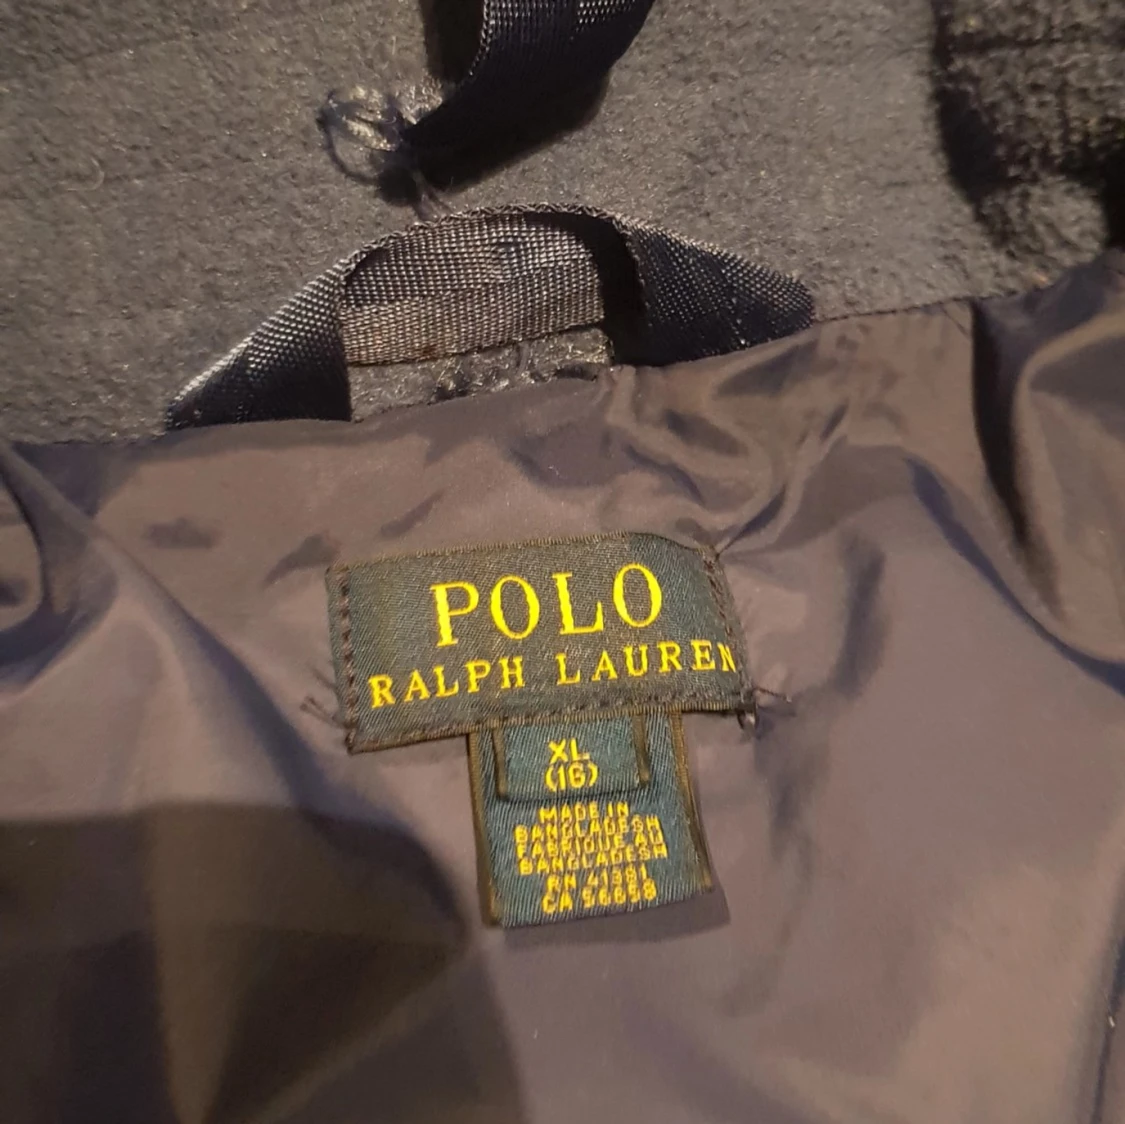 POLO
RALPH LAUREN
XL
(16)
MADE IN
BANGLADESH
FABRIQUE AU
BANGLADESH
RN 41381
CA 56658